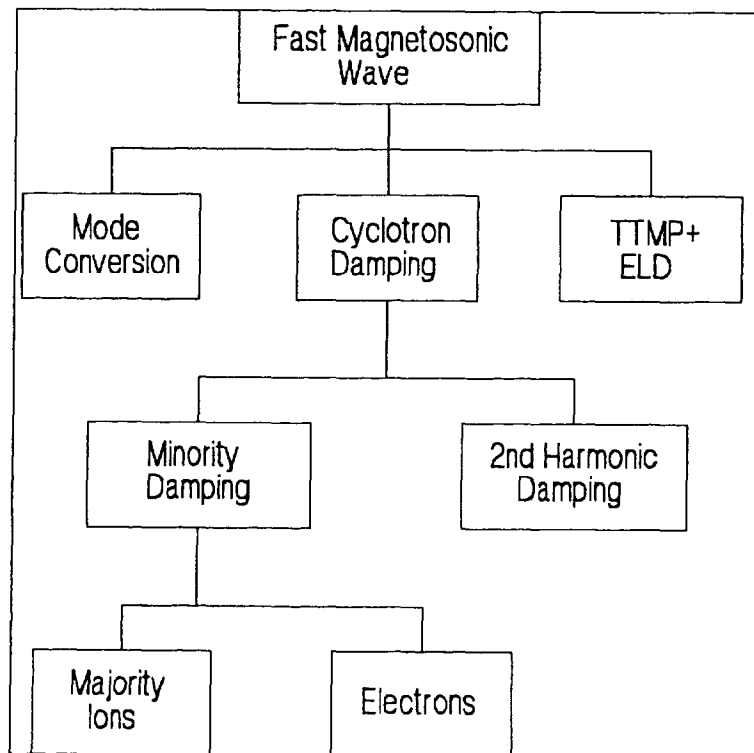 Fast Magnetosonic
Wave
Mode
Conversion
Cyclotron
Damping
TTMP+
ELD
Minority
Damping
2nd Harmonic
Damping
Majority
Ions
Electrons